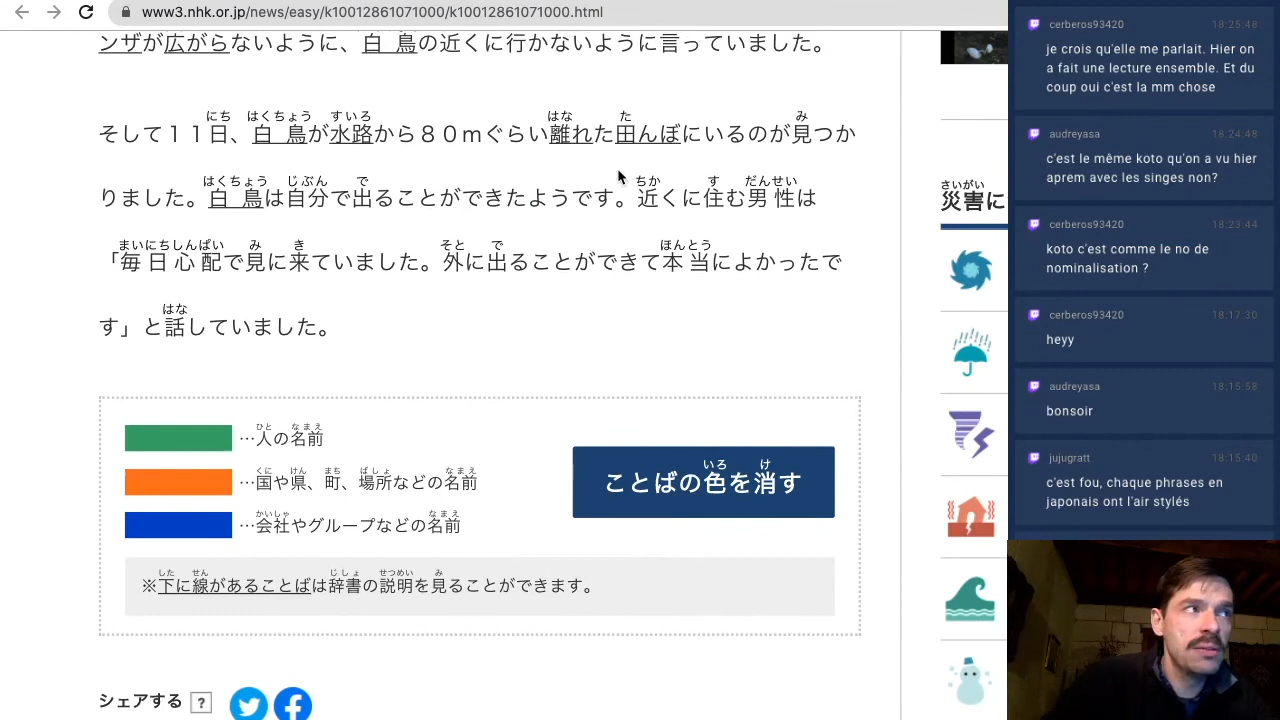 www3.nhk.or.jp/news/easy/k10012861071000/k10012861071000.html
ンザが広がらないように、白鳥の近くに行かないように言っていました。
にち はくちょう すいろ はな た み
そして１１日、白鳥が水路から８０ｍぐらい離れた田んぼにいるのが見つか
はくちょう じぶん で ちか す だんせい
りました。白鳥は自分で出ることができたようです。近くに住む男性は
まいにちしんぱい み き そと で ほんとう
「毎日心配で見に来ていました。外に出ることができて本当によかったで
はな
す」と話していました。
ひと なまえ
…人の名前
くに けん まち ばしょ なまえ
…国や県、町、場所などの名前
かいしゃ なまえ
…会社やグループなどの名前
いろ け
ことばの色を消す
した せん じしょ せつめい み
※下に線があることばは辞書の説明を見ることができます。
シェアする ?
さいがい
災害に
cerberos93420 18:25:48
je crois qu'elle me parlait. Hier on
a fait une lecture ensemble. Et du
coup oui c'est la mm chose
audreyasa 18:24:48
c'est le même koto qu'on a vu hier
aprem avec les singes non?
cerberos93420 18:23:44
koto c'est comme le no de
nominalisation ?
cerberos93420 18:17:30
heyy
audreyasa 18:15:58
bonsoir
jujugratt 18:15:40
c'est fou, chaque phrases en
japonais ont l'air stylés